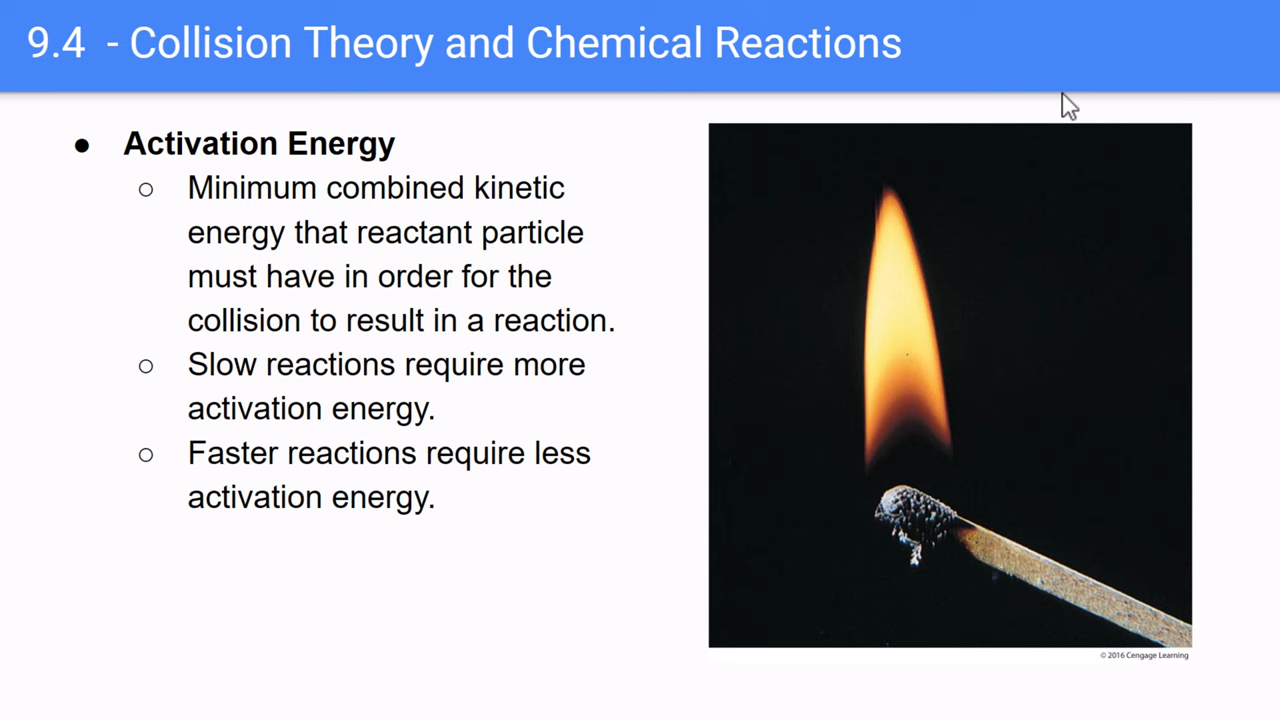 9.4 - Collision Theory and Chemical Reactions
● Activation Energy
○ Minimum combined kinetic
energy that reactant particle
must have in order for the
collision to result in a reaction.
○ Slow reactions require more
activation energy.
○ Faster reactions require less
activation energy.
© 2016 Cengage Learning